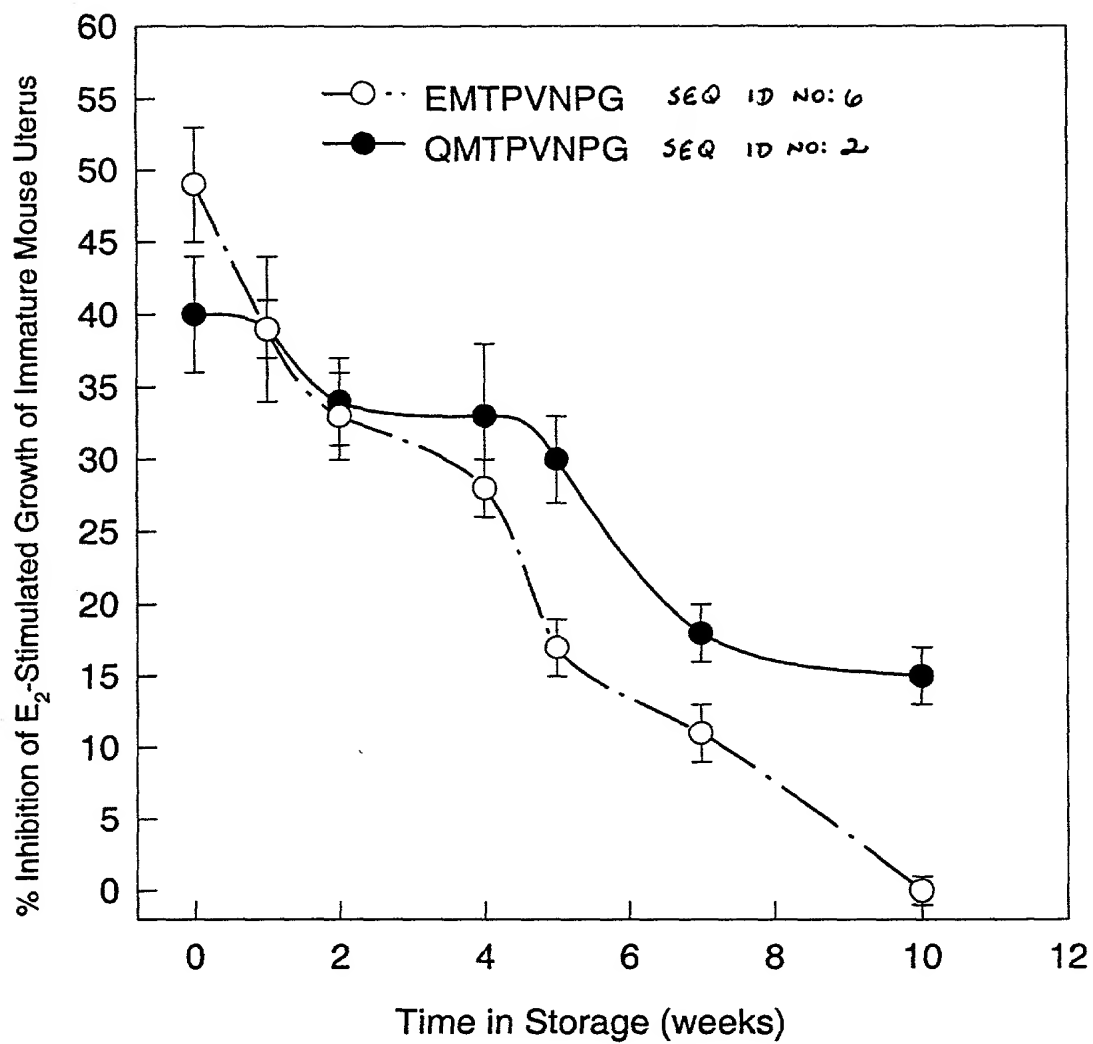 % Inhibition of E2-Stimulated Growth of Immature Mouse Uterus
60
55
50
45
40
35
30
25
20
15
10
5
0
EMTPVNPG SEQ ID NO: 6
QMTPVNPG SEQ ID NO: 2
0 2 4 6 8 10 12
Time in Storage (weeks)